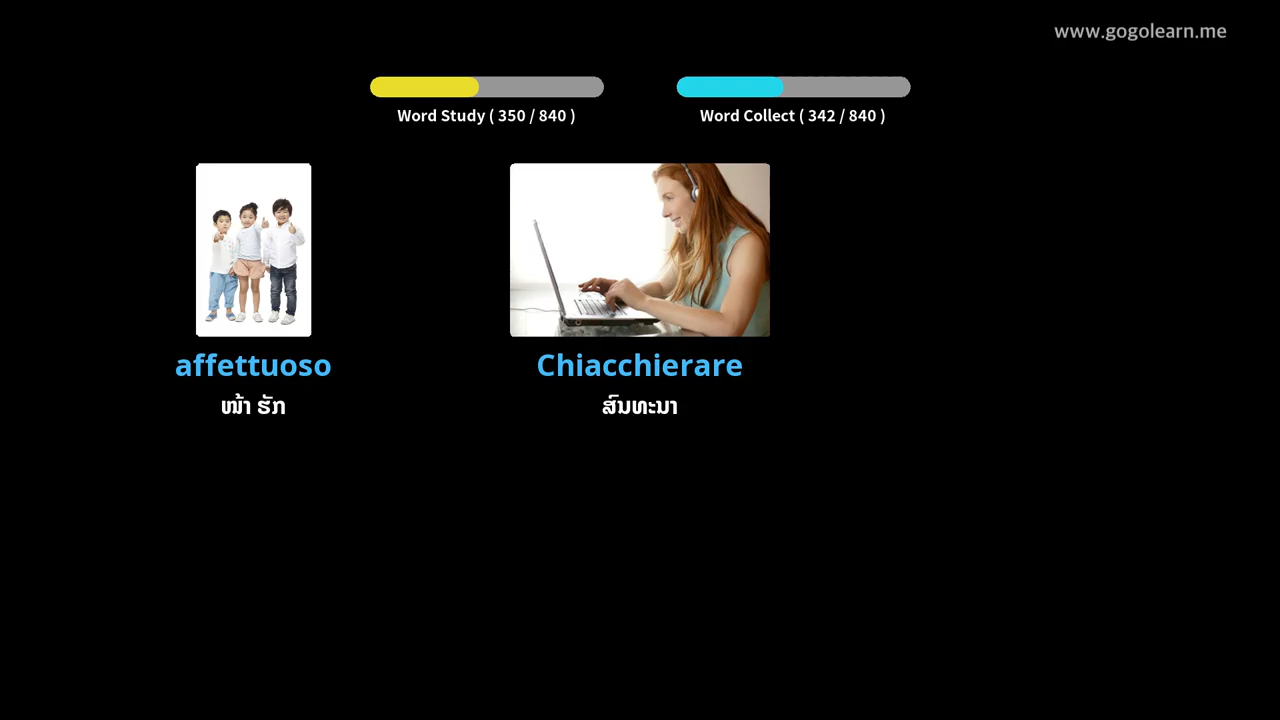 www.gogolearn.me
Word Study ( 350 / 840 )
Word Collect ( 342 / 840 )
affettuoso
ໜ້າ ຮັກ
Chiacchierare
ສົນທະນາ